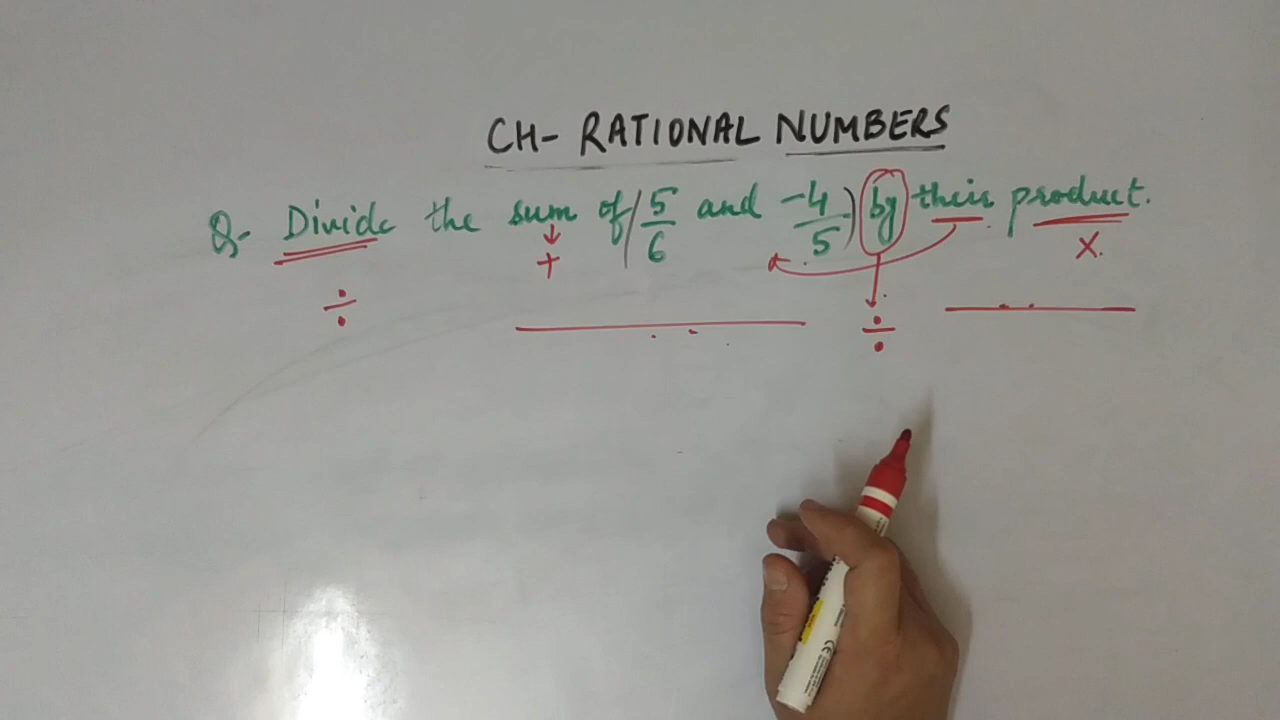 CH- RATIONAL NUMBERS
Q- Divide the sum of (5/6 and -4/5) by their product.
÷ + ÷ X.